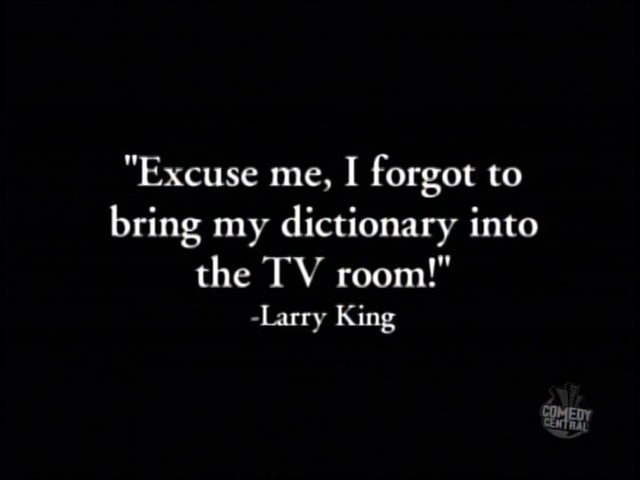 "Excuse me, I forgot to
bring my dictionary into
the TV room!"
-Larry King
COMEDY
CENTRAL